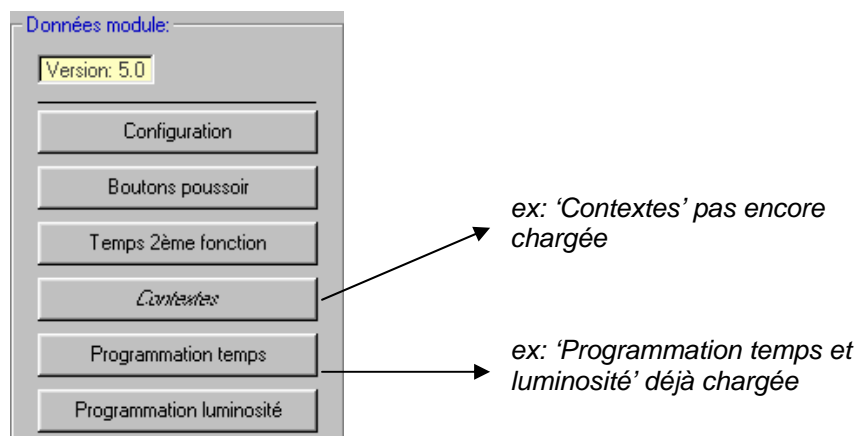 Données module:
Version: 5.0
Configuration
Boutons poussoir
Temps 2ème fonction
Contextes
Programmation temps
Programmation luminosité
ex: ‘Contextes’ pas encore
chargée
ex: ‘Programmation temps et
luminosité’ déjà chargée